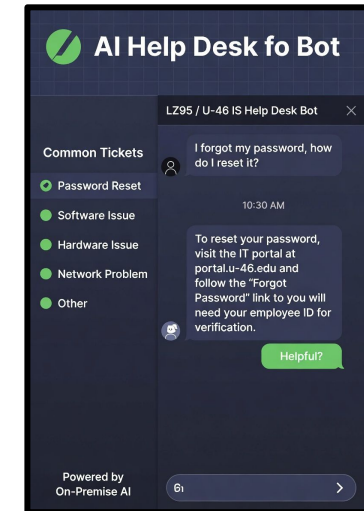 AI Help Desk fo Bot
LZ95 / U-46 IS Help Desk Bot
Common Tickets
Password Reset
Software Issue
Hardware Issue
Network Problem
Other
I forgot my password, how
do I reset it?
10:30 AM
To reset your password,
visit the IT portal at
portal.u-46.edu and
follow the “Forgot
Password” link to you will
need your employee ID for
verification.
Helpful?
Powered by
On-Premise AI